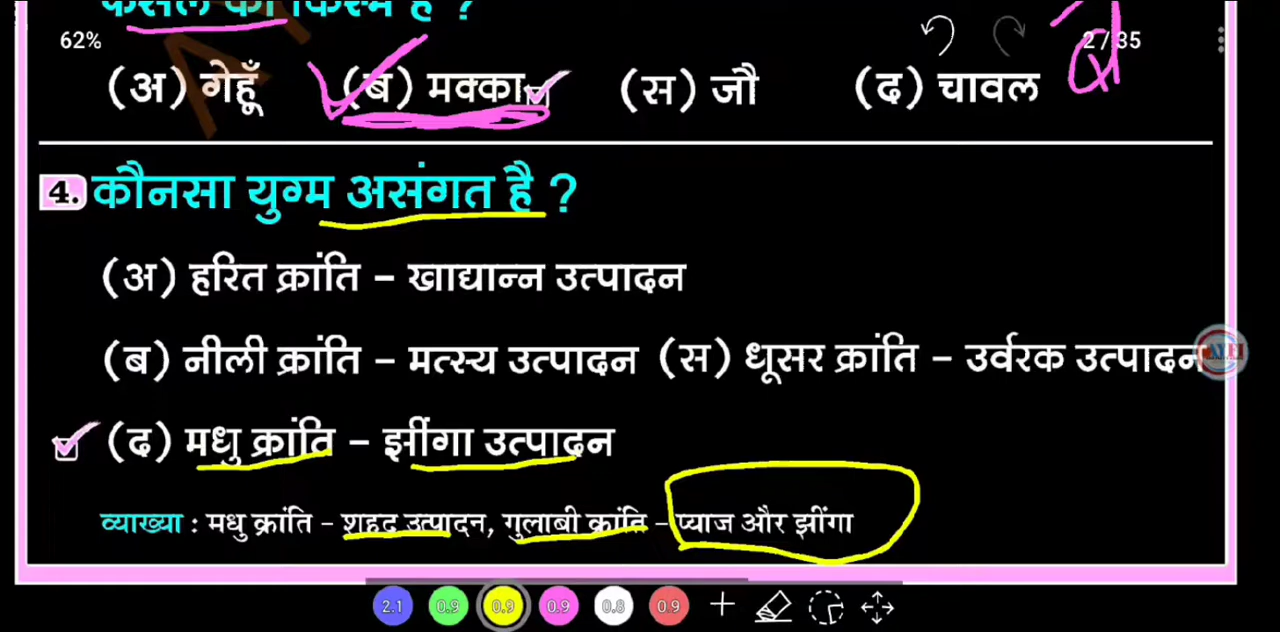 फसल की किस्म है ?
62%
2/35
(अ) गेहूँ (ब) मक्का (स) जौ (द) चावल
4. कौनसा युग्म असंगत है ?
(अ) हरित क्रांति – खाद्यान्न उत्पादन
(ब) नीली क्रांति – मत्स्य उत्पादन (स) धूसर क्रांति – उर्वरक उत्पादन
(द) मधु क्रांति – झींगा उत्पादन
व्याख्या : मधु क्रांति – शहद उत्पादन, गुलाबी क्रांति – प्याज और झींगा
2.1 0.9 0.9 0.9 0.8 0.9